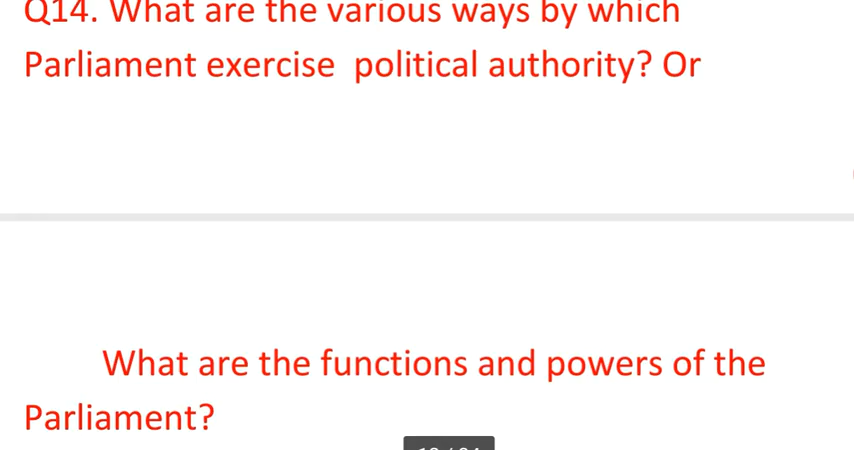 Q14. What are the various ways by which
Parliament exercise political authority? Or
What are the functions and powers of the
Parliament?